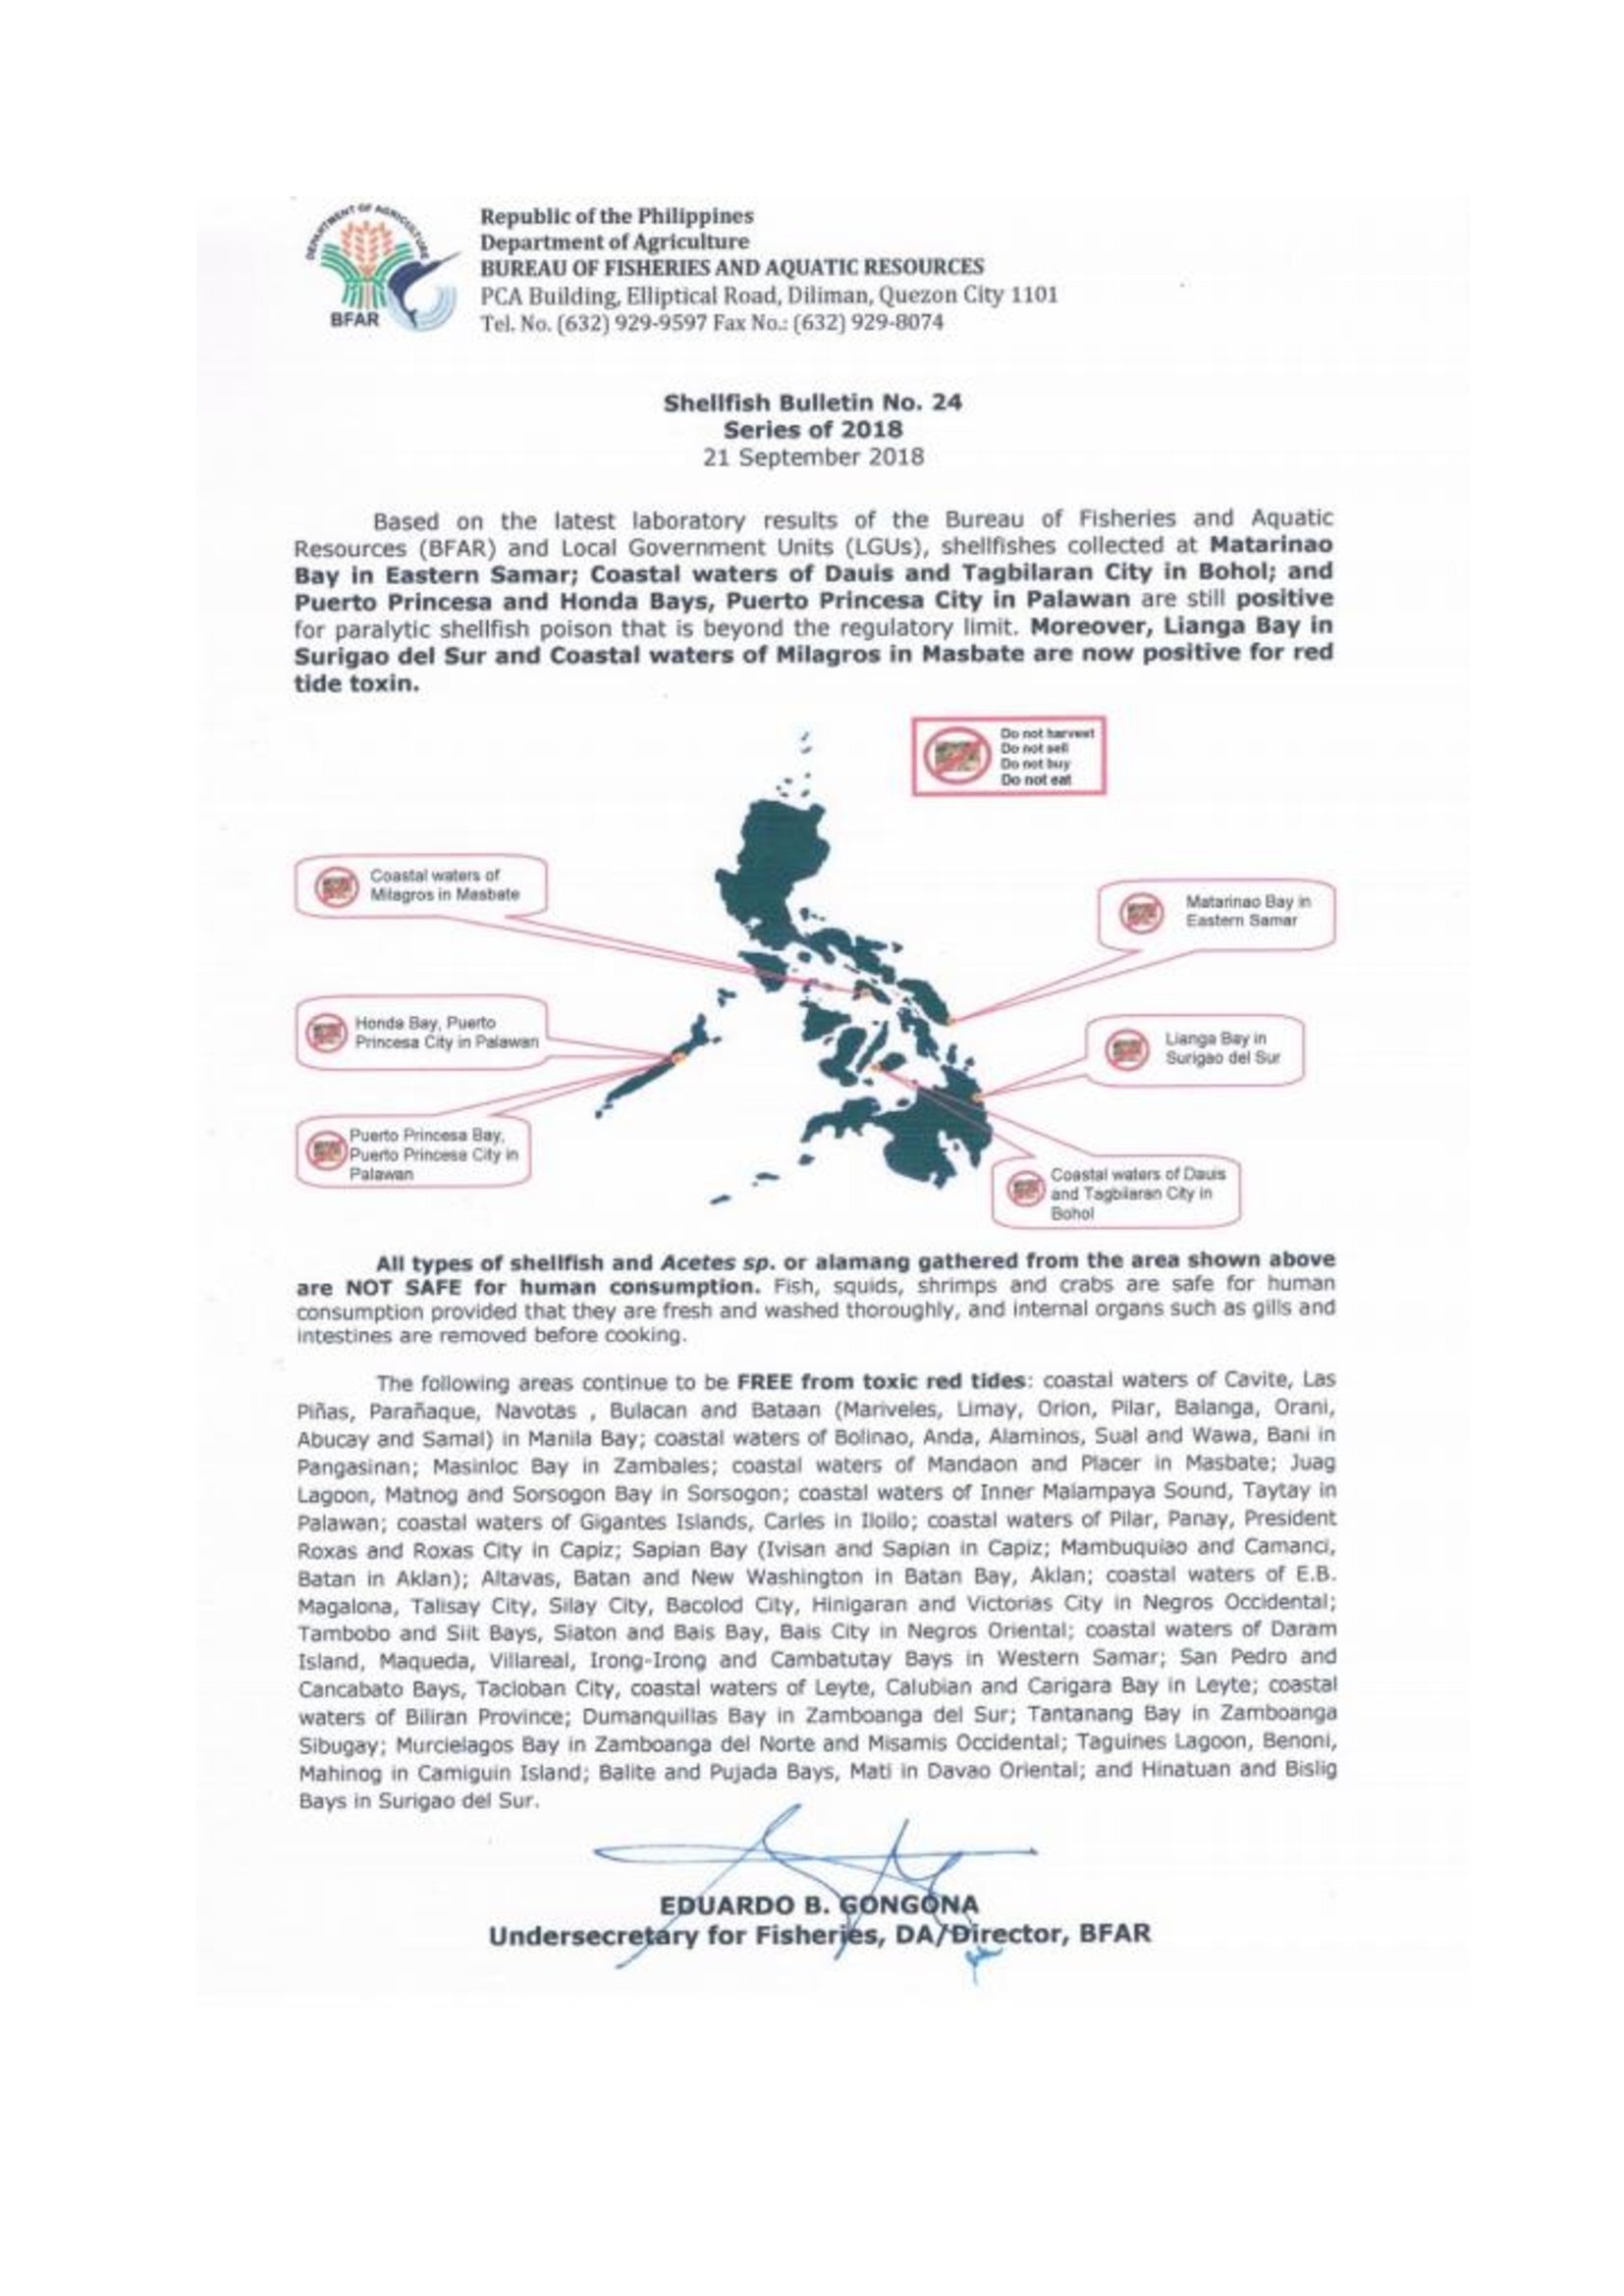 DEPARTMENT OF AGRICULTURE
BFAR
Republic of the Philippines
Department of Agriculture
BUREAU OF FISHERIES AND AQUATIC RESOURCES
PCA Building, Elliptical Road, Diliman, Quezon City 1101
Tel. No. (632) 929-9597 Fax No.: (632) 929-8074
Shellfish Bulletin No. 24
Series of 2018
21 September 2018
Based on the latest laboratory results of the Bureau of Fisheries and Aquatic
Resources (BFAR) and Local Government Units (LGUs), shellfishes collected at Matarinao
Bay in Eastern Samar; Coastal waters of Dauis and Tagbilaran City in Bohol; and
Puerto Princesa and Honda Bays, Puerto Princesa City in Palawan are still positive
for paralytic shellfish poison that is beyond the regulatory limit. Moreover, Lianga Bay in
Surigao del Sur and Coastal waters of Milagros in Masbate are now positive for red
tide toxin.
Do not harvest
Do not sell
Do not buy
Do not eat
Coastal waters of
Milagros in Masbate
Matarinao Bay in
Eastern Samar
Honda Bay, Puerto
Princesa City in Palawan
Lianga Bay in
Surigao del Sur
Puerto Princesa Bay,
Puerto Princesa City in
Palawan
Coastal waters of Dauis
and Tagbilaran City in
Bohol
All types of shellfish and Acetes sp. or alamang gathered from the area shown above
are NOT SAFE for human consumption. Fish, squids, shrimps and crabs are safe for human
consumption provided that they are fresh and washed thoroughly, and internal organs such as gills and
intestines are removed before cooking.
The following areas continue to be FREE from toxic red tides: coastal waters of Cavite, Las
Piñas, Parañaque, Navotas , Bulacan and Bataan (Mariveles, Limay, Orion, Pilar, Balanga, Orani,
Abucay and Samal) in Manila Bay; coastal waters of Bolinao, Anda, Alaminos, Sual and Wawa, Bani in
Pangasinan; Masinloc Bay in Zambales; coastal waters of Mandaon and Placer in Masbate; Juag
Lagoon, Matnog and Sorsogon Bay in Sorsogon; coastal waters of Inner Malampaya Sound, Taytay in
Palawan; coastal waters of Gigantes Islands, Carles in Iloilo; coastal waters of Pilar, Panay, President
Roxas and Roxas City in Capiz; Sapian Bay (Ivisan and Sapian in Capiz; Mambuquiao and Camanci,
Batan in Aklan); Altavas, Batan and New Washington in Batan Bay, Aklan; coastal waters of E.B.
Magalona, Talisay City, Silay City, Bacolod City, Hinigaran and Victorias City in Negros Occidental;
Tambobo and Siit Bays, Siaton and Bais Bay, Bais City in Negros Oriental; coastal waters of Daram
Island, Maqueda, Villareal, Irong-Irong and Cambatutay Bays in Western Samar; San Pedro and
Cancabato Bays, Tacloban City, coastal waters of Leyte, Calubian and Carigara Bay in Leyte; coastal
waters of Biliran Province; Dumanquillas Bay in Zamboanga del Sur; Tantanang Bay in Zamboanga
Sibugay; Murcielagos Bay in Zamboanga del Norte and Misamis Occidental; Taguines Lagoon, Benoni,
Mahinog in Camiguin Island; Balite and Pujada Bays, Mati in Davao Oriental; and Hinatuan and Bislig
Bays in Surigao del Sur.
EDUARDO B. GONGONA
Undersecretary for Fisheries, DA/Director, BFAR